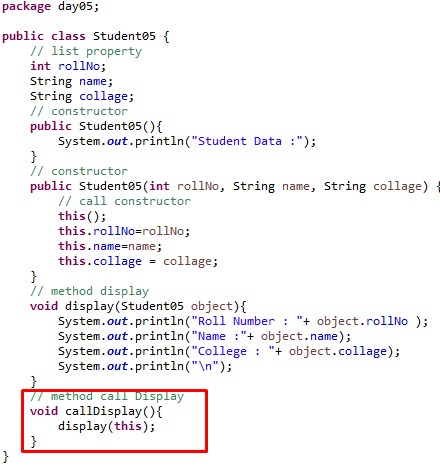 package day05;
public class Student05 {
// list property
int rollNo;
String name;
String collage;
// constructor
public Student05(){
System.out.println("Student Data :");
}
// constructor
public Student05(int rollNo, String name, String collage) {
// call constructor
this();
this.rollNo=rollNo;
this.name=name;
this.collage = collage;
}
// method display
void display(Student05 object){
System.out.println("Roll Number : "+ object.rollNo );
System.out.println("Name :"+ object.name);
System.out.println("College : "+ object.collage);
System.out.println("\n");
}
// method call Display
void callDisplay(){
display(this);
}
}